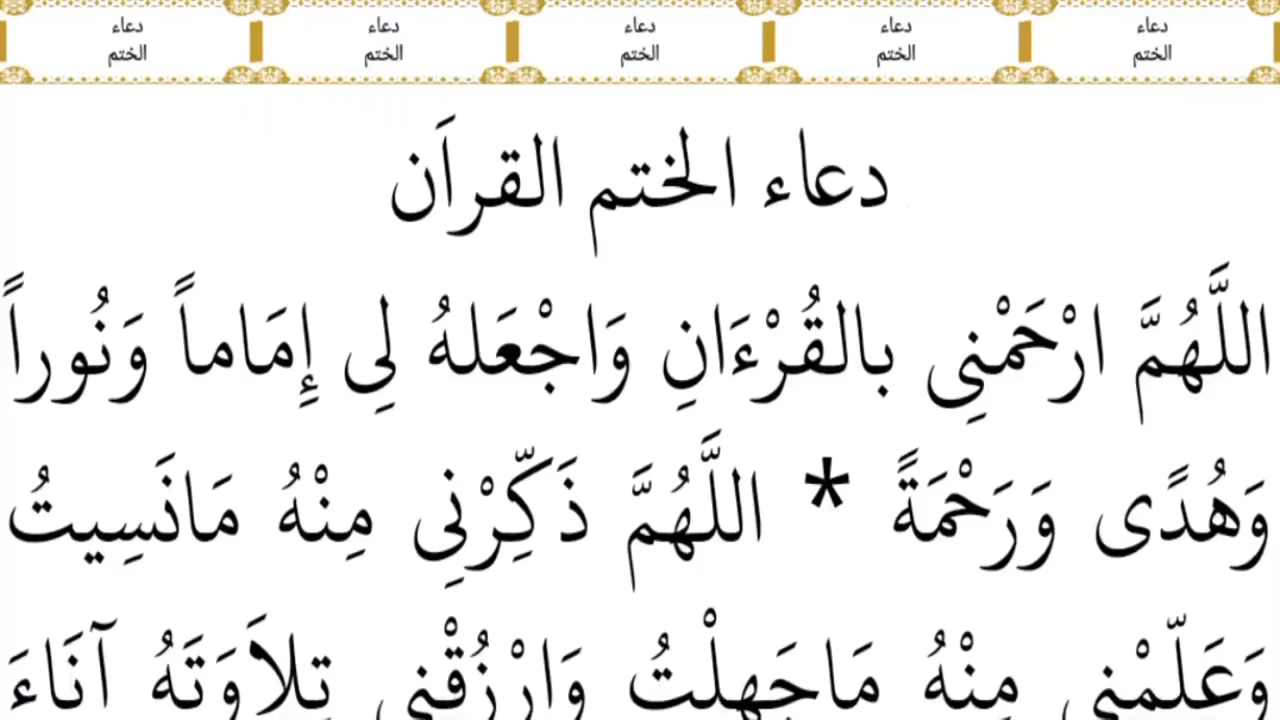 دعاء دعاء دعاء دعاء دعاء
الختم الختم الختم الختم الختم
دعاء الختم القرآن
اللَّهُمَّ ارْحَمْنِي بالقُرْءَانِ وَاجْعَلهُ لِي إِمَاماً وَنُوراً
وَهُدًى وَرَحْمَةً * اللَّهُمَّ ذَكِّرْنِي مِنْهُ مَانَسِيتُ
وَعَلّمْنِي مِنْهُ مَاجَهِلْتُ وَارْزُقْنِي تِلاَوَتَهُ آنَاءَ